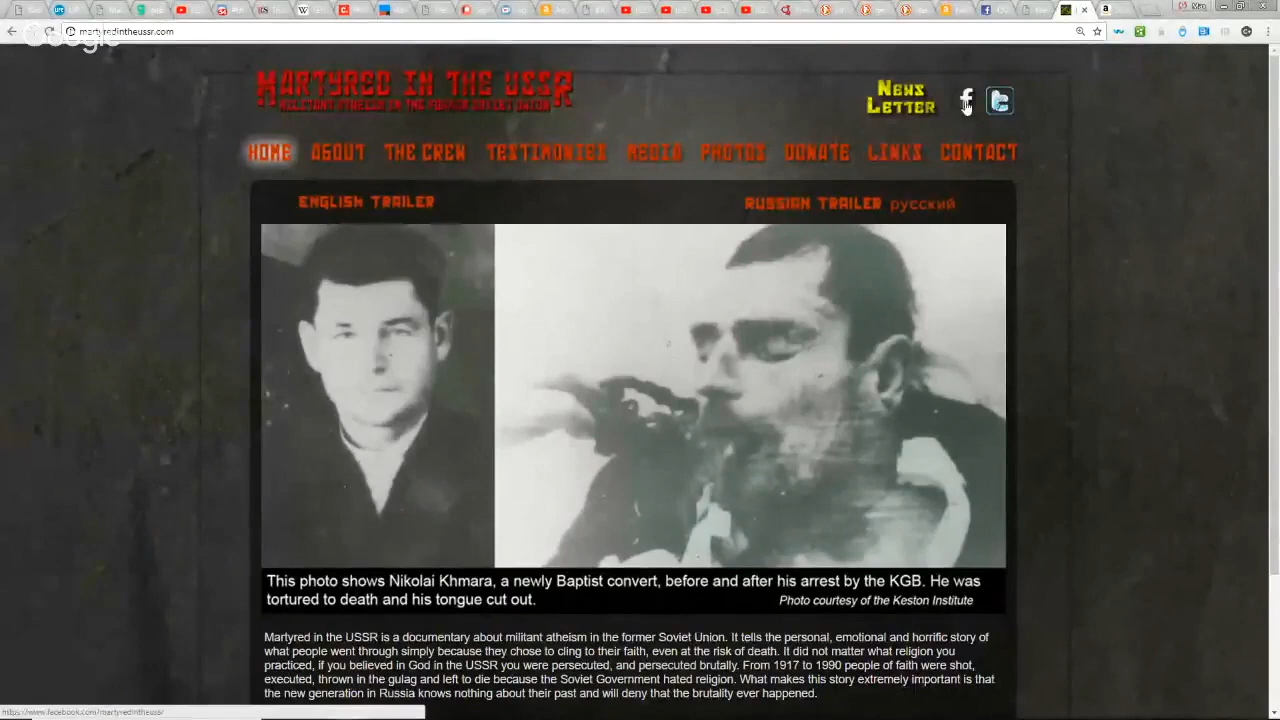 martyredintheussr.com
Google
MARTYRED IN THE USSR
MILITANT ATHEISM IN THE FORMER SOVIET UNION
NEWS
LETTER
HOME ABOUT THE CREW TESTIMONIES MEDIA PHOTOS DONATE LINKS CONTACT
ENGLISH TRAILER RUSSIAN TRAILER русский
This photo shows Nikolai Khmara, a newly Baptist convert, before and after his arrest by the KGB. He was
tortured to death and his tongue cut out. Photo courtesy of the Keston Institute
Martyred in the USSR is a documentary about militant atheism in the former Soviet Union. It tells the personal, emotional and horrific story of
what people went through simply because they chose to cling to their faith, even at the risk of death. It did not matter what religion you
practiced, if you believed in God in the USSR you were persecuted, and persecuted brutally. From 1917 to 1990 people of faith were shot,
executed, thrown in the gulag and left to die because the Soviet Government hated religion. What makes this story extremely important is that
the new generation in Russia knows nothing about their past and will deny that the brutality ever happened.
https://www.facebook.com/martyredintheussr